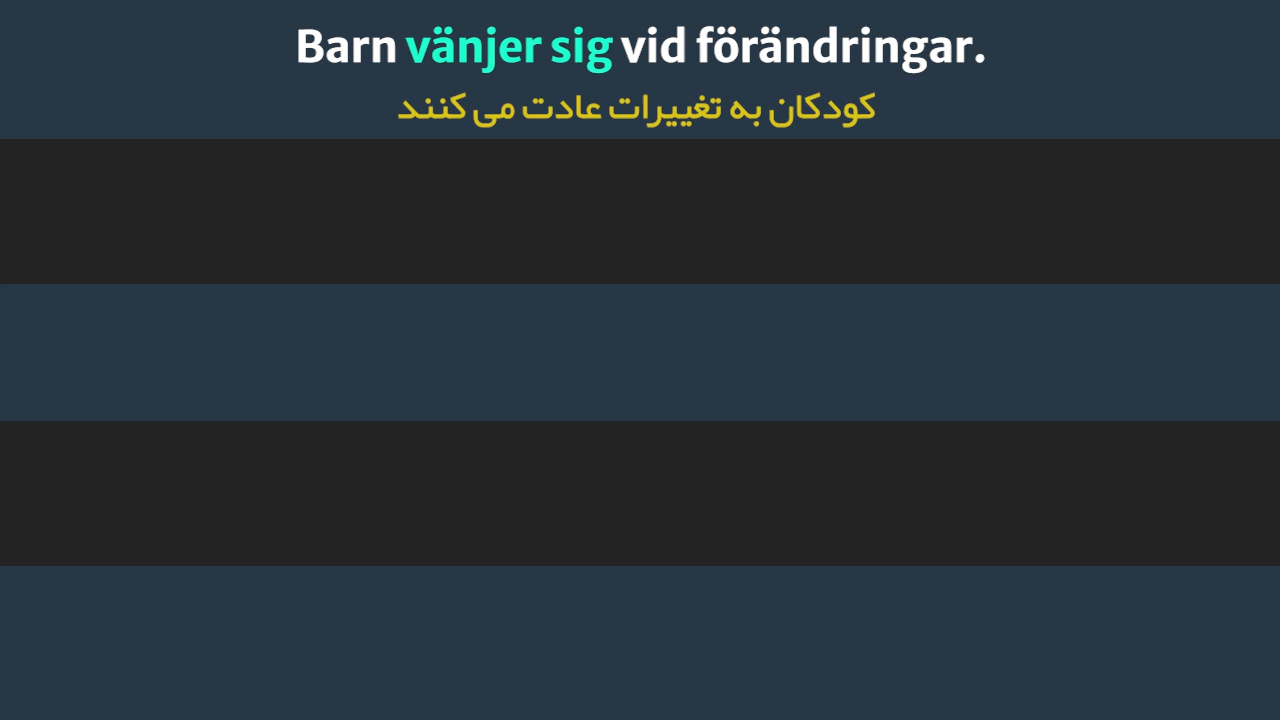 Barn vänjer sig vid förändringar.
کودکان به تغییرات عادت می کنند